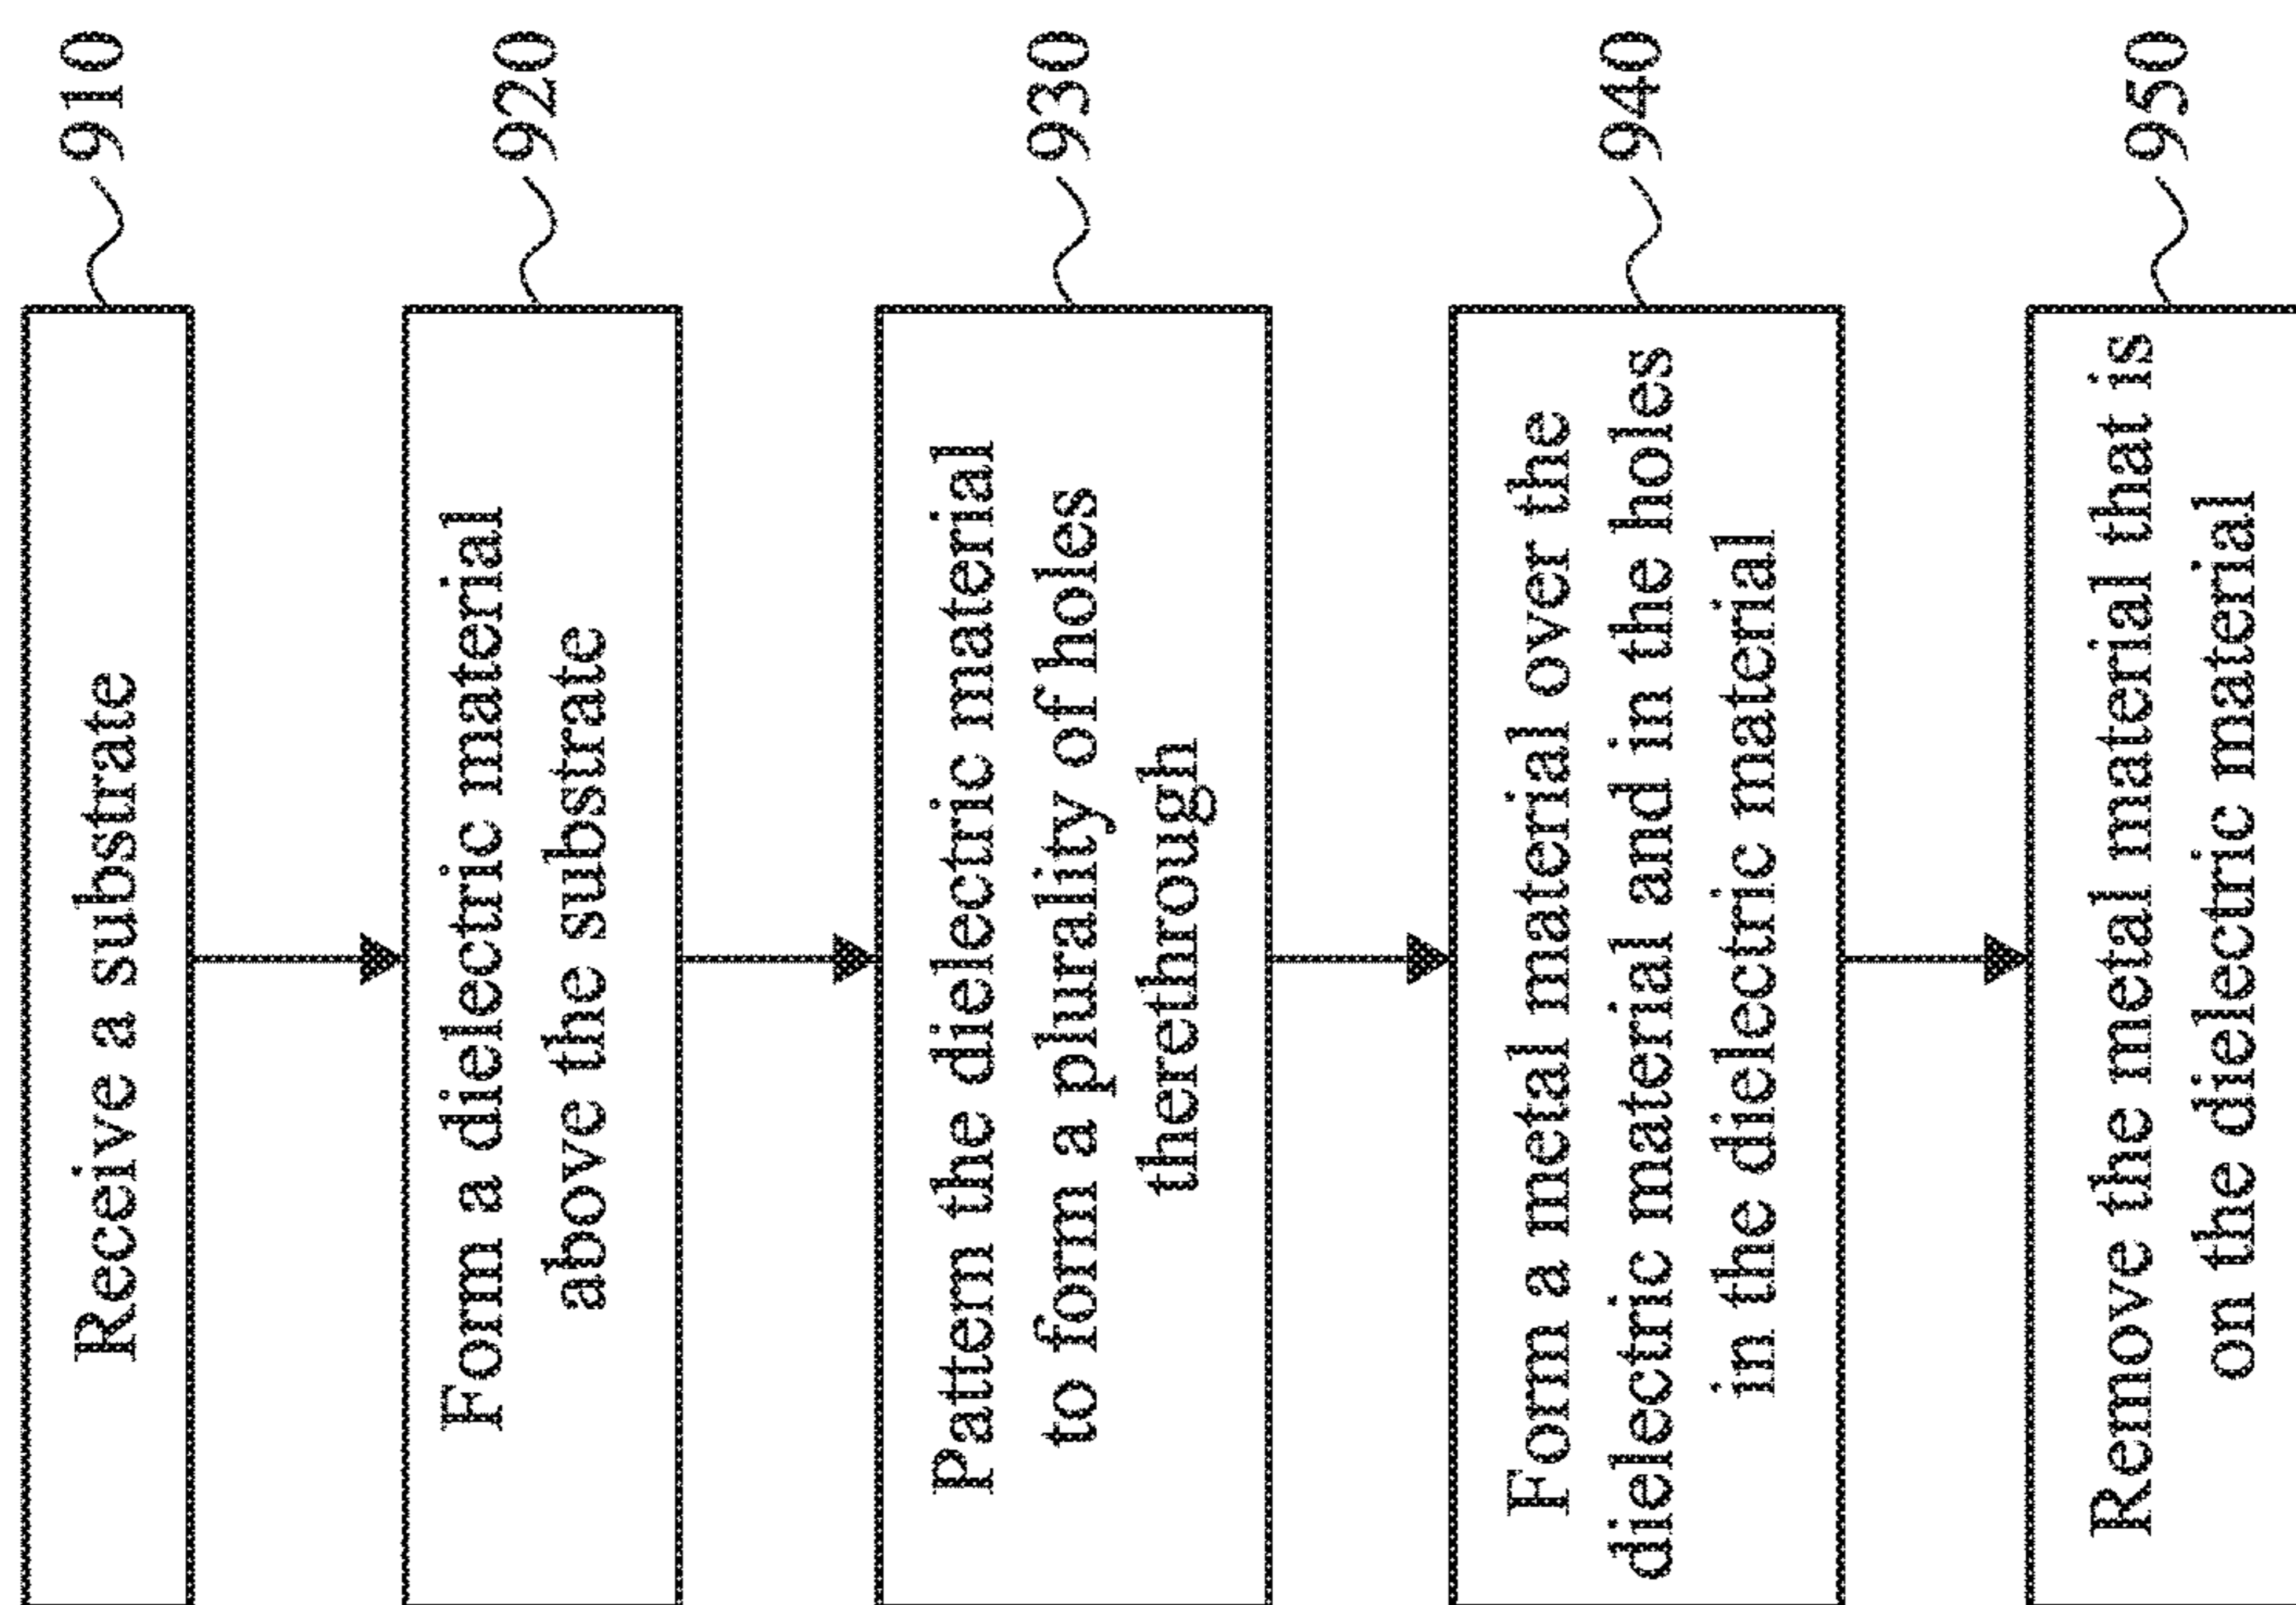 Receive a substrate
910
Form a dielectric material
above the substrate
920
Pattern the dielectric material
to form a plurality of holes
therethrough
930
Form a metal material over the
dielectric material and in the holes
in the dielectric material
940
Remove the metal material that is
on the dielectric material
950